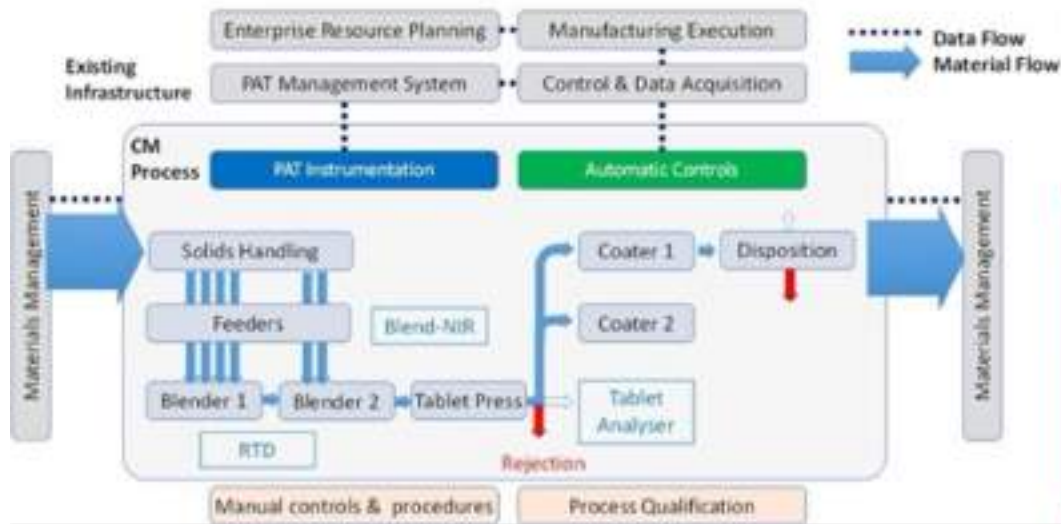 Enterprise Resource Planning
Manufacturing Execution
Data Flow
Material Flow
Existing
Infrastructure
PAT Management System
Control & Data Acquisition
CM
Process
PAT Instrumentation
Automatic Controls
Materials Management
Solids Handling
Coater 1
Disposition
Feeders
Blend-NIR
Coater 2
Blender 1
Blender 2
Tablet Press
Tablet
Analyser
RTD
Rejection
Materials Management
Manual controls & procedures
Process Qualification